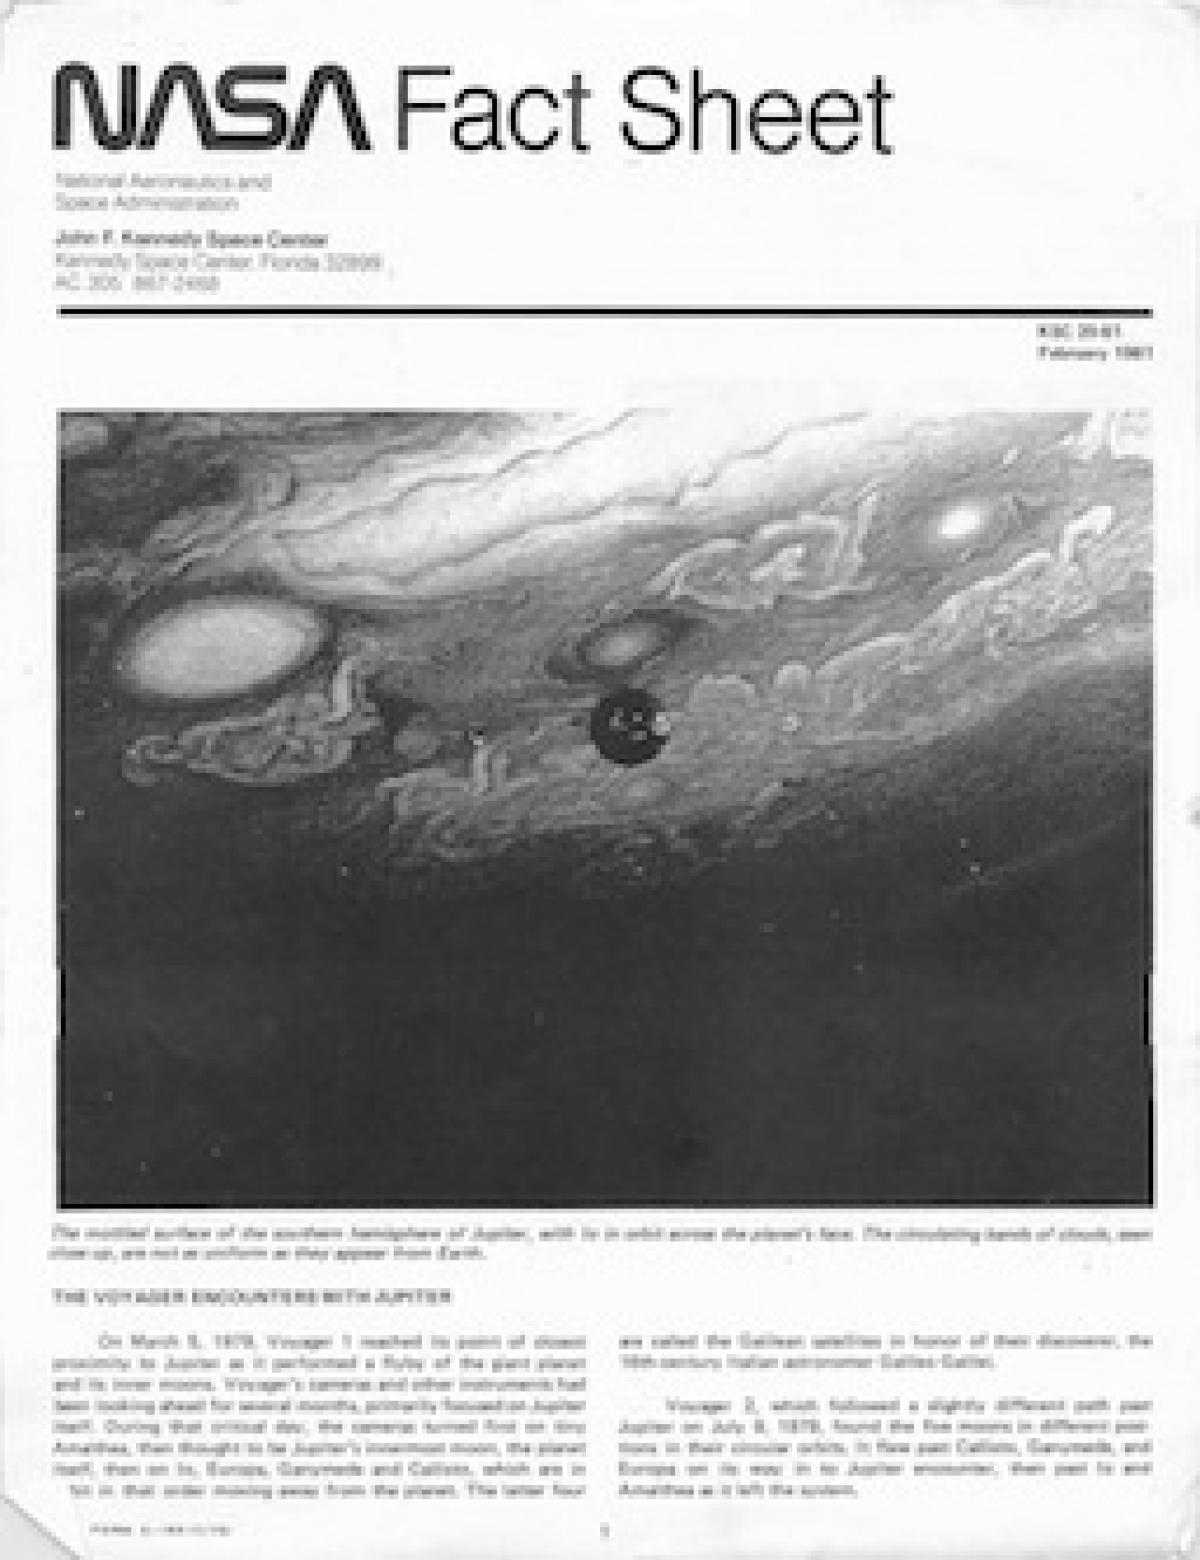 NASA Fact Sheet
National Aeronautics and
Space Administration
John F. Kennedy Space Center
Kennedy Space Center, Florida 32899
AC 305 867-2468
February 1981
The mottled surface of the southern hemisphere of Jupiter, with Io in orbit across the planet's face. The circulating bands of clouds, seen
close up, are not as uniform as they appear from Earth.
THE VOYAGER ENCOUNTERS WITH JUPITER
On March 5, 1979, Voyager 1 reached its point of closest
proximity to Jupiter as it performed a flyby of the giant planet
and its inner moons. Voyager's cameras and other instruments had
been looking ahead for several months, primarily focused on Jupiter
itself. During that critical day, the cameras turned first on tiny
Amalthea, then thought to be Jupiter's innermost moon, the planet
itself, then on Io, Europa, Ganymede and Callisto, which are in
in that order moving away from the planet. The latter four
are called the Galilean satellites in honor of their discoverer, the
16th-century Italian astronomer Galileo Galilei.
Voyager 2, which followed a slightly different path past
Jupiter on July 9, 1979, found the five moons in different posi-
tions in their circular orbits. It flew past Callisto, Ganymede, and
Europa on its way in to Jupiter encounter, then past Io and
Amalthea as it left the system.